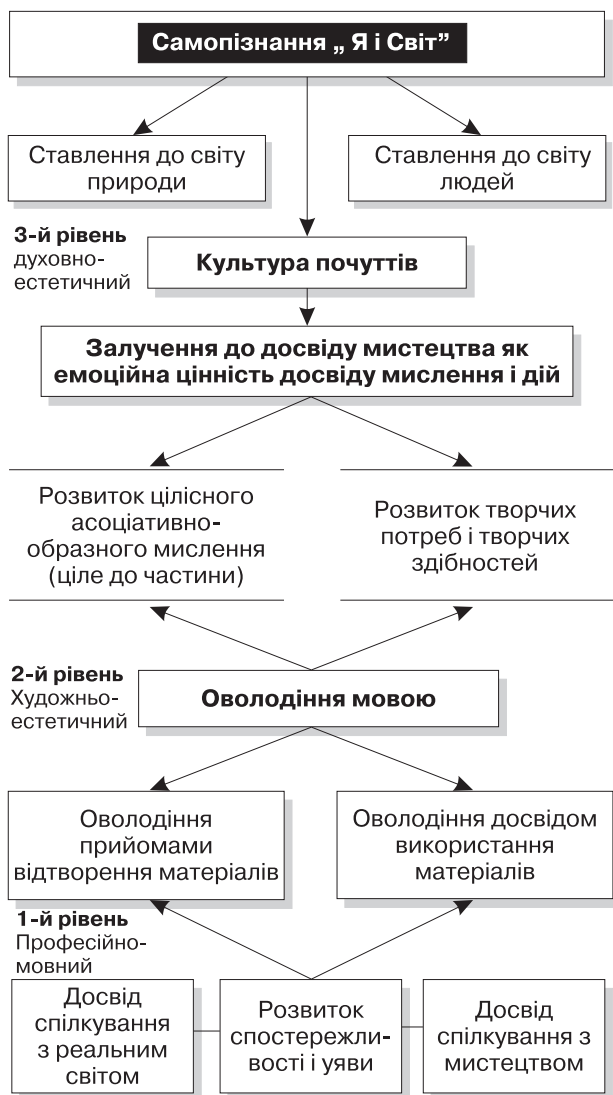 Самопізнання „ Я і Світ”
Ставлення до світу
природи
Ставлення до світу
людей
3-й рівень
духовно-
естетичний
Культура почуттів
Залучення до досвіду мистецтва як
емоційна цінність досвіду мислення і дій
Розвиток цілісного
асоціативно-
образного мислення
(ціле до частини)
Розвиток творчих
потреб і творчих
здібностей
2-й рівень
Художньо-
естетичний
Оволодіння мовою
Оволодіння
прийомами
відтворення матеріалів
Оволодіння досвідом
використання
матеріалів
1-й рівень
Професійно-
мовний
Досвід
спілкування
з реальним
світом
Розвиток
спостережли-
вості і уяви
Досвід
спілкування з
мистецтвом